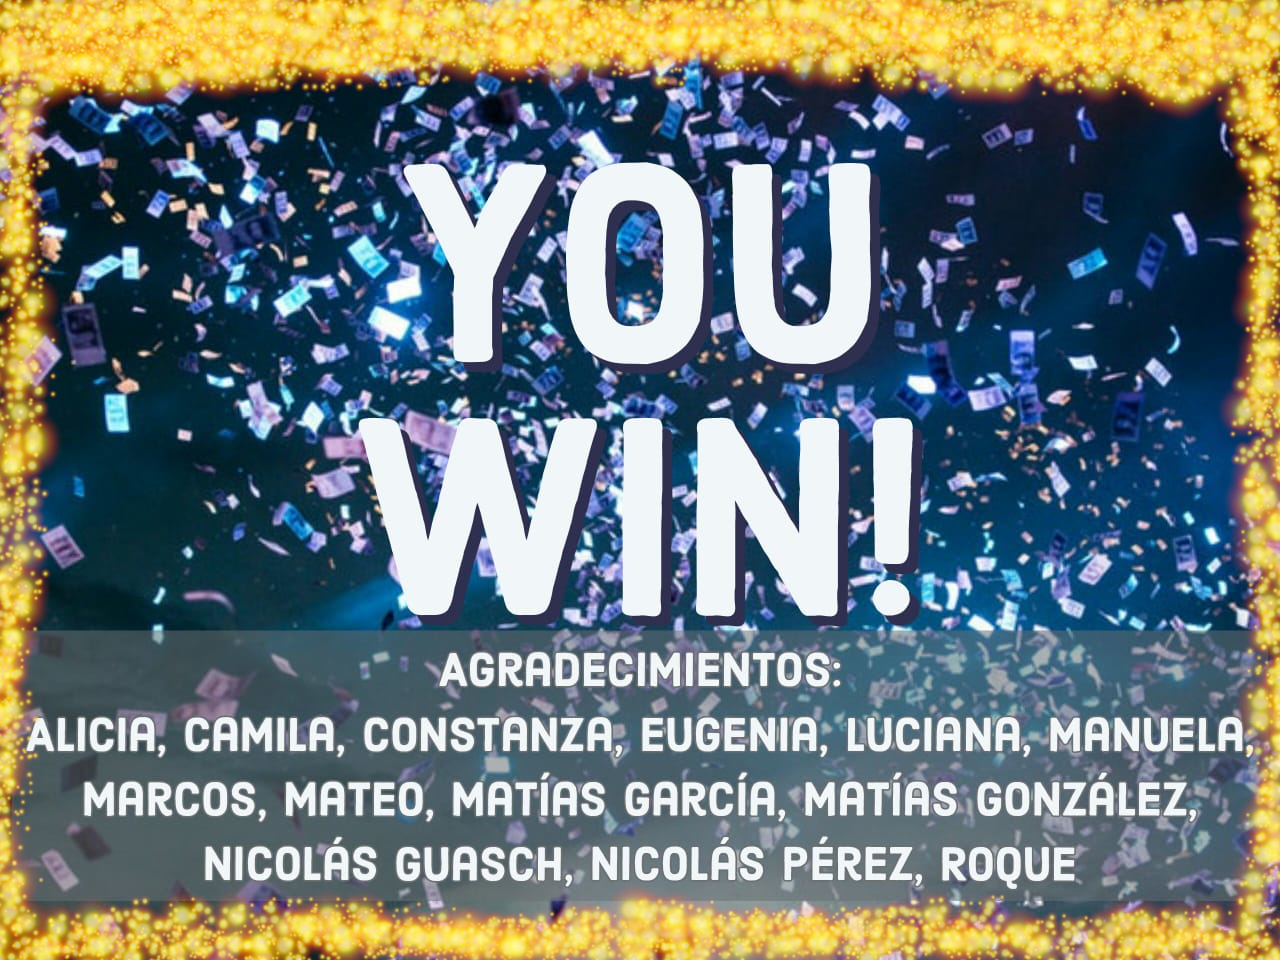 YOU
WIN!
AGRADECIMIENTOS:
ALICIA, CAMILA, CONSTANZA, EUGENIA, LUCIANA, MANUELA,
MARCOS, MATEO, MATÍAS GARCÍA, MATÍAS GONZÁLEZ,
NICOLÁS GUASCH, NICOLÁS PÉREZ, ROQUE